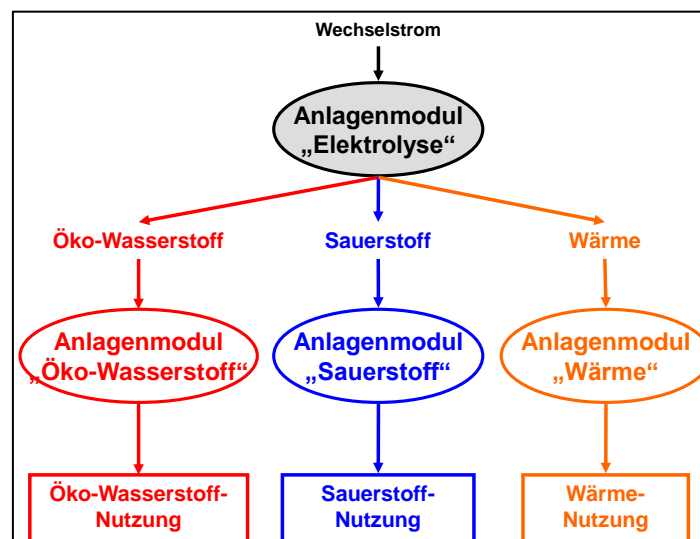 Wechselstrom
Anlagenmodul
„Elektrolyse“
Öko-Wasserstoff
Sauerstoff
Wärme
Anlagenmodul
„Öko-Wasserstoff“
Anlagenmodul
„Sauerstoff“
Anlagenmodul
„Wärme“
Öko-Wasserstoff-
Nutzung
Sauerstoff-
Nutzung
Wärme-
Nutzung